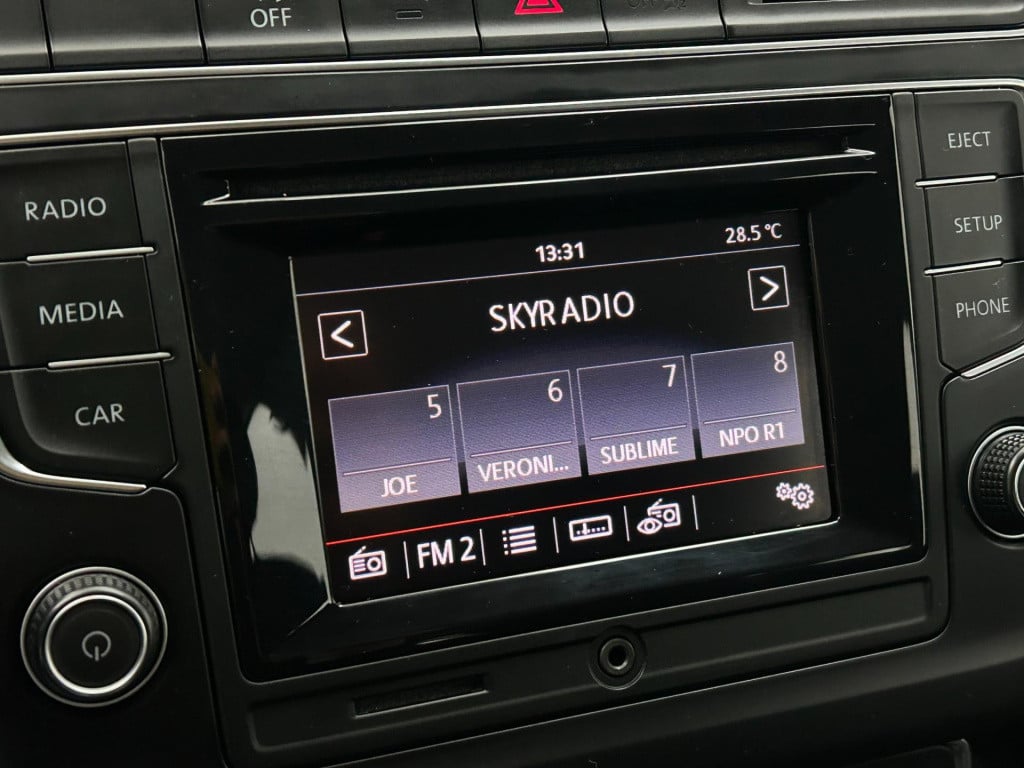 OFF
RADIO
MEDIA
CAR
13:31
28.5 °C
<
SKYRADIO
>
5
JOE
6
VERONI...
7
SUBLIME
8
NPO R1
FM 2
EJECT
SETUP
PHONE